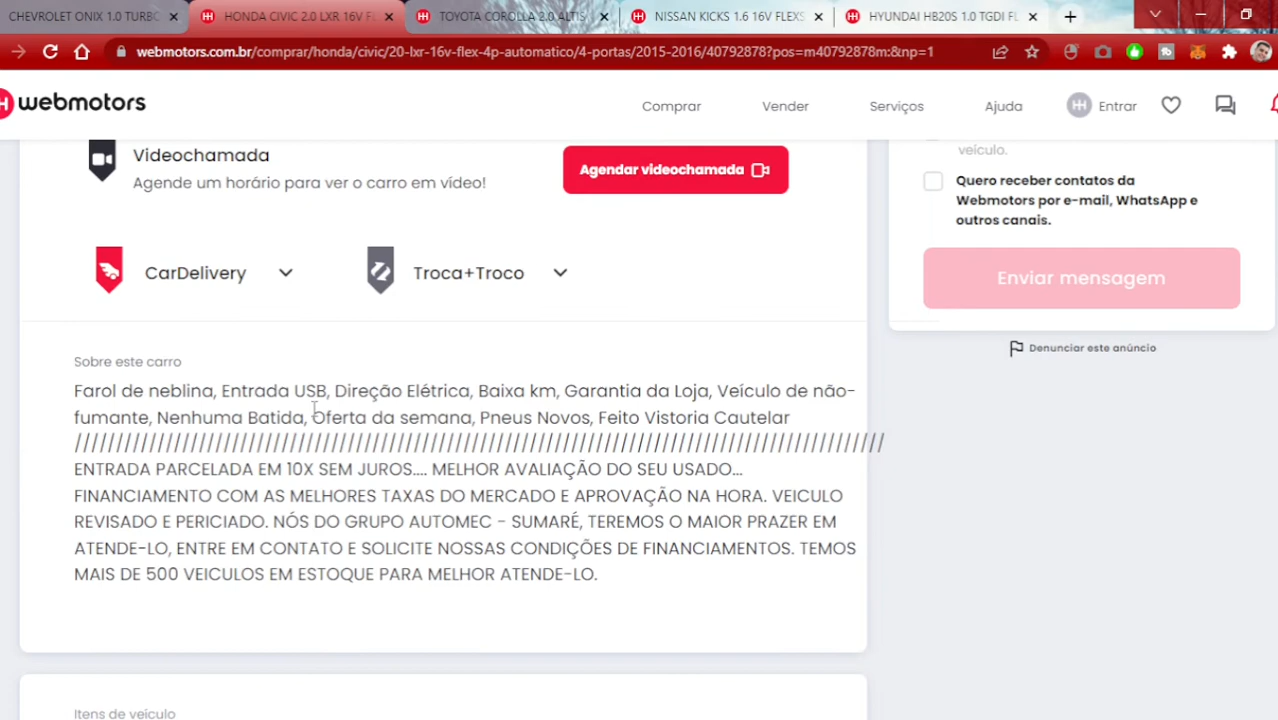 CHEVROLET ONIX 1.0 TURBO
HONDA CIVIC 2.0 LXR 16V F
TOYOTA COROLLA 2.0 ALTIS
NISSAN KICKS 1.6 16V FLEXS
HYUNDAI HB20S 1.0 TGDI FL
webmotors.com.br/comprar/honda/civic/20-lxr-16v-flex-4p-automatico/4-portas/2015-2016/40792878?pos=m40792878m:&np=1
webmotors
Comprar
Vender
Serviços
Ajuda
Entrar
Videochamada
Agende um horário para ver o carro em vídeo!
Agendar videochamada
CarDelivery
Troca+Troco
Sobre este carro
Farol de neblina, Entrada USB, Direção Elétrica, Baixa km, Garantia da Loja, Veículo de não-
fumante, Nenhuma Batida, Oferta da semana, Pneus Novos, Feito Vistoria Cautelar
////////////////////////////////////////////////////////////////////////////////////////////////////
ENTRADA PARCELADA EM 10X SEM JUROS.... MELHOR AVALIAÇÃO DO SEU USADO...
FINANCIAMENTO COM AS MELHORES TAXAS DO MERCADO E APROVAÇÃO NA HORA. VEICULO
REVISADO E PERICIADO. NÓS DO GRUPO AUTOMEC - SUMARÉ, TEREMOS O MAIOR PRAZER EM
ATENDE-LO, ENTRE EM CONTATO E SOLICITE NOSSAS CONDIÇÕES DE FINANCIAMENTOS. TEMOS
MAIS DE 500 VEICULOS EM ESTOQUE PARA MELHOR ATENDE-LO.
Itens de veículo
veículo.
Quero receber contatos da
Webmotors por e-mail, WhatsApp e
outros canais.
Enviar mensagem
Denunciar este anúncio